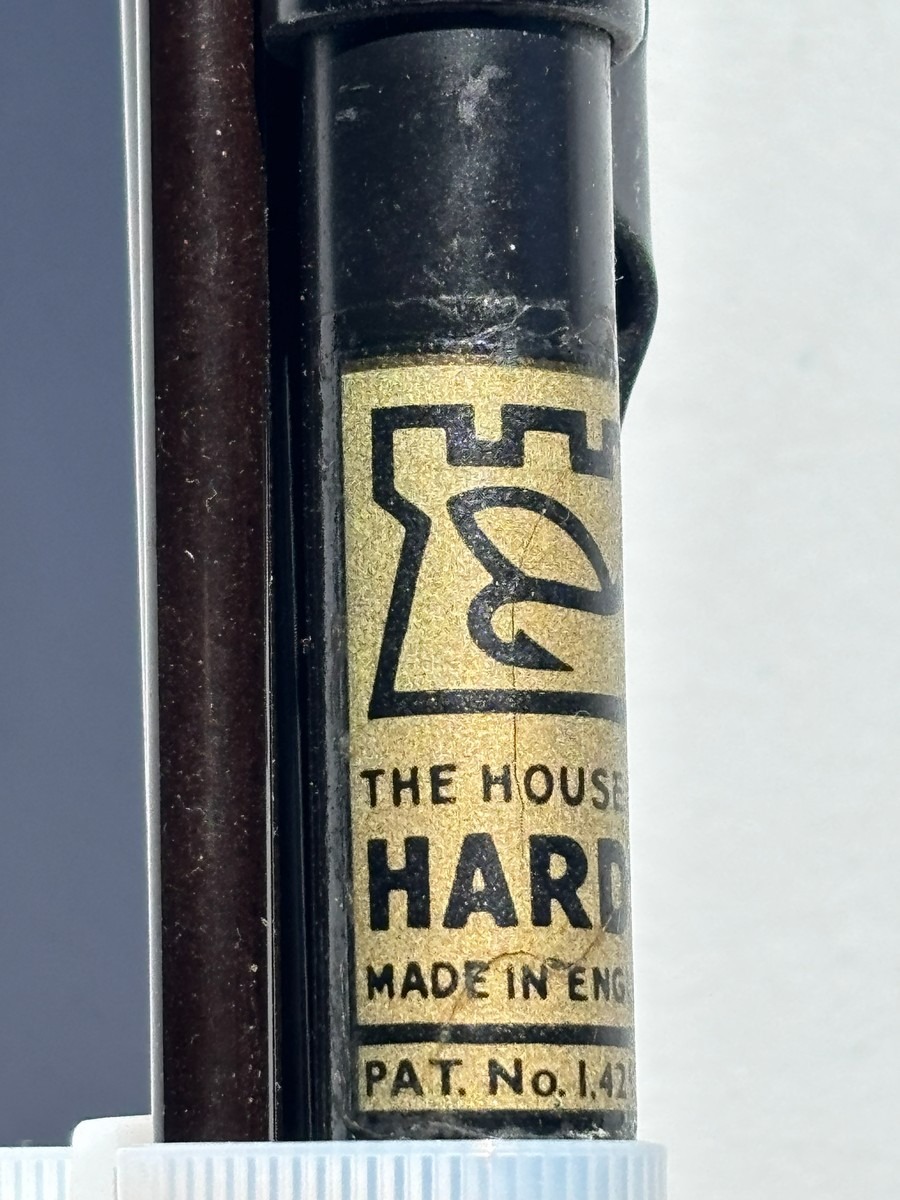 THE HOUSE
HARD
MADE IN ENG
PAT. No. 1,42